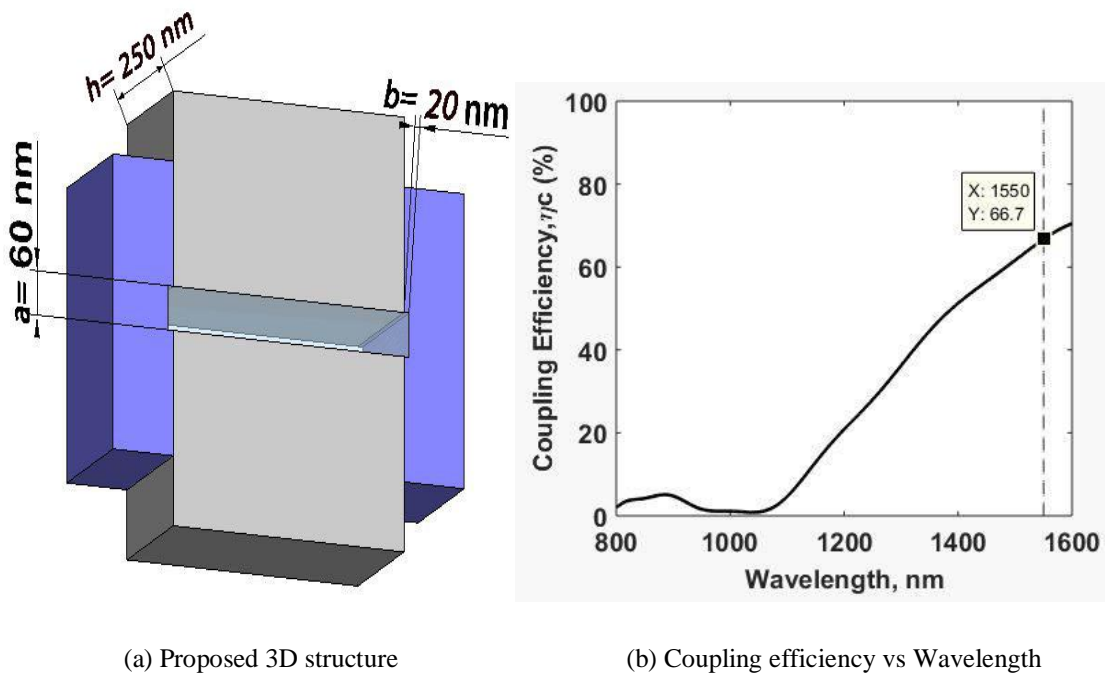 h= 250 nm
b= 20 nm
a= 60 nm
100
80
60
40
20
0
Coupling Efficiency,ηc (%)
X: 1550
Y: 66.7
800
1000
1200
1400
1600
Wavelength, nm
(a) Proposed 3D structure
(b) Coupling efficiency vs Wavelength